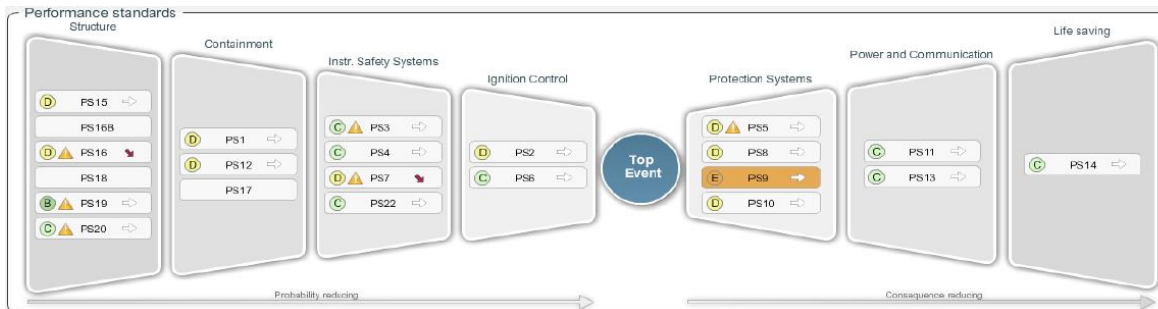 Performance standards
Structure
D PS15
PS16B
D PS16
PS18
B PS19
C PS20
Containment
D PS1
D PS12
PS17
Instr. Safety Systems
C PS3
C PS4
D PS7
C PS22
Ignition Control
D PS2
C PS6
Top
Event
Protection Systems
D PS5
D PS8
E PS9
D PS10
Power and Communication
C PS11
C PS13
Life saving
C PS14
Probability reducing
Consequence reducing